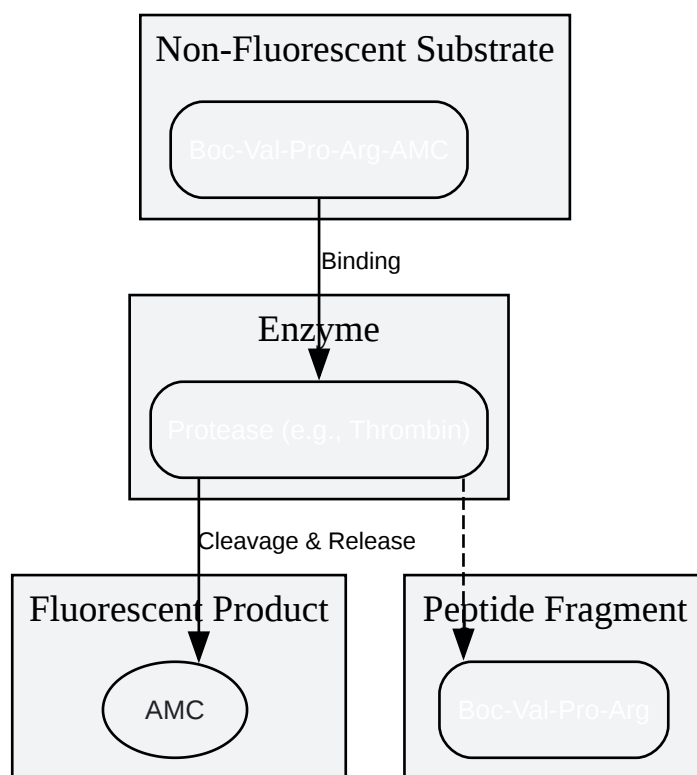 Non-Fluorescent Substrate
Boc-Val-Pro-Arg-AMC
Binding
Enzyme
Protease (e.g., Thrombin)
Cleavage & Release
Fluorescent Product
Peptide Fragment
AMC
Boc-Val-Pro-Arg